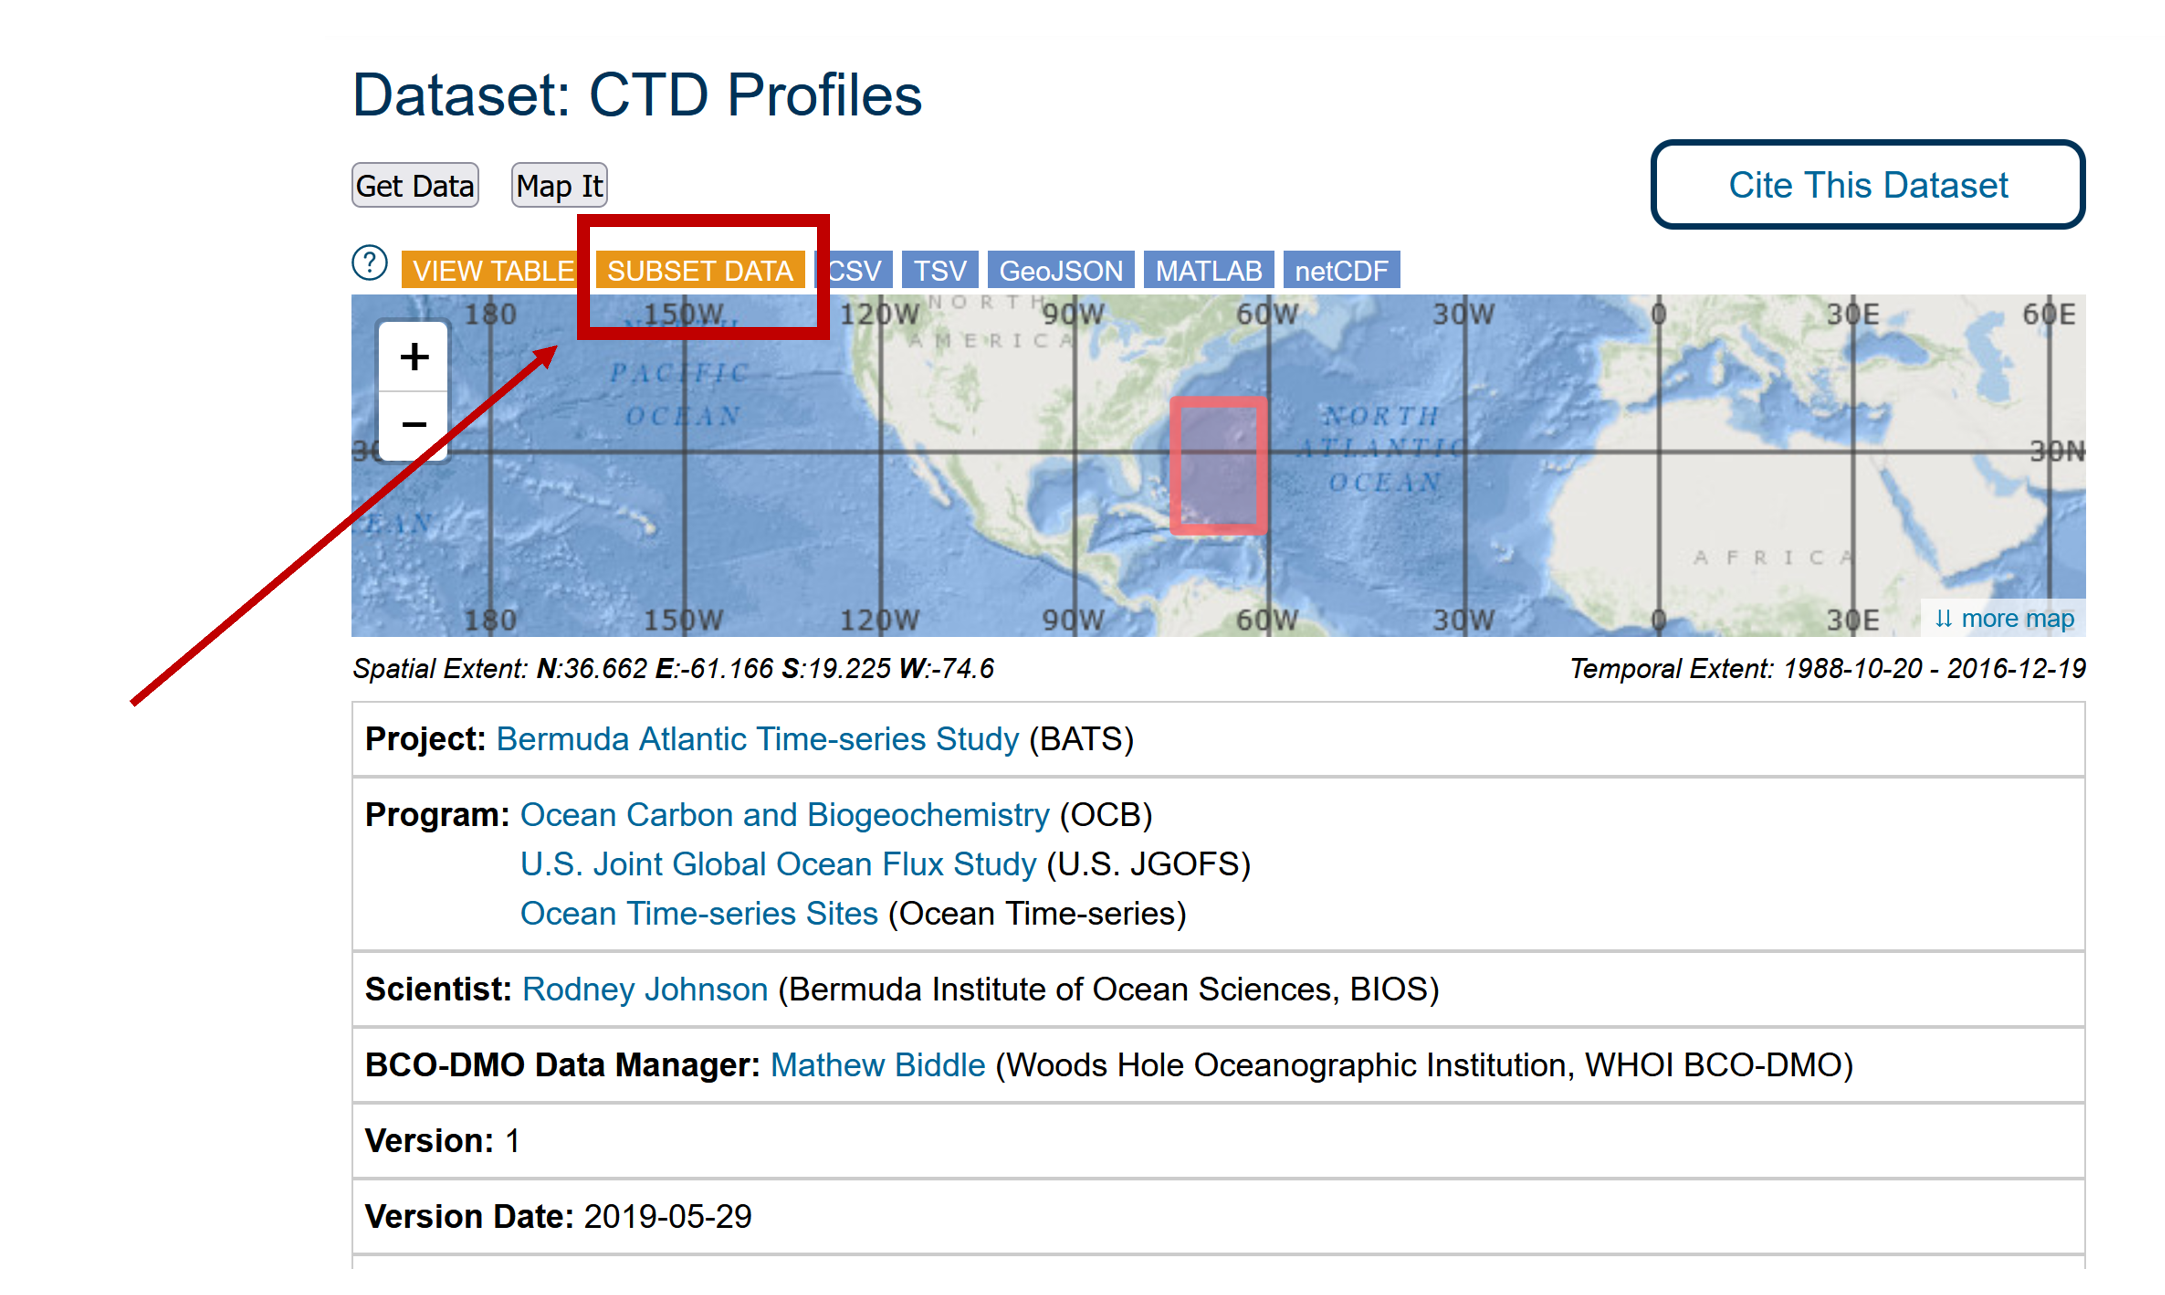 Dataset: CTD Profiles
Get Data Map It
Cite This Dataset
? VIEW TABLE SUBSET DATA CSV TSV GeoJSON MATLAB netCDF
180 150W 120W 90W 60W 30W 0 30E 60E
NORTH
AMERICA
+
NORTH
PACIFIC
OCEAN
−
NORTH
ATLANTIC
OCEAN
30N
AFRICA
180 150W 120W 90W 60W 30W 0 30E
⇊ more map
Spatial Extent: N:36.662 E:-61.166 S:19.225 W:-74.6
Temporal Extent: 1988-10-20 - 2016-12-19
Project: Bermuda Atlantic Time-series Study (BATS)
Program: Ocean Carbon and Biogeochemistry (OCB)
U.S. Joint Global Ocean Flux Study (U.S. JGOFS)
Ocean Time-series Sites (Ocean Time-series)
Scientist: Rodney Johnson (Bermuda Institute of Ocean Sciences, BIOS)
BCO-DMO Data Manager: Mathew Biddle (Woods Hole Oceanographic Institution, WHOI BCO-DMO)
Version: 1
Version Date: 2019-05-29